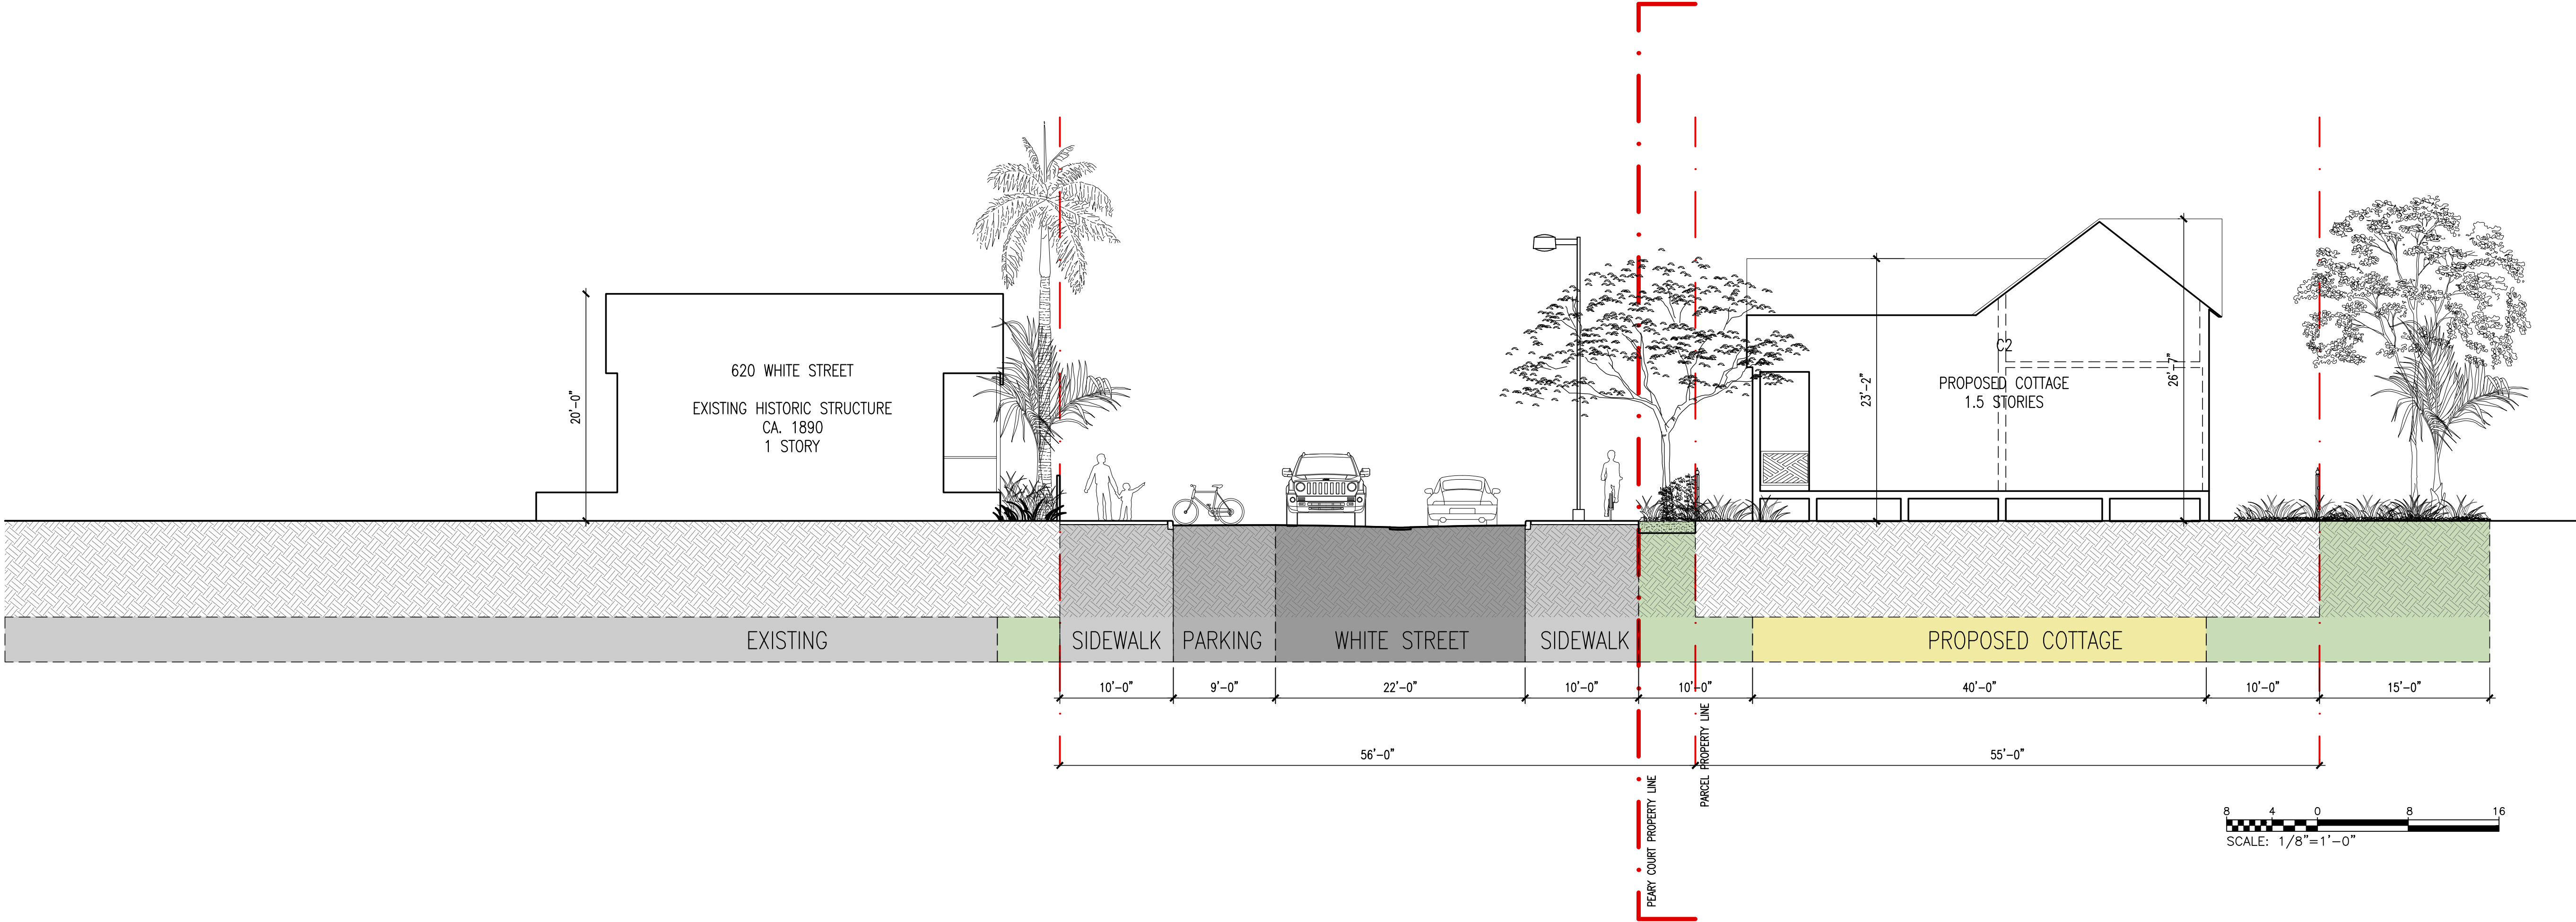 620 WHITE STREET
EXISTING HISTORIC STRUCTURE
CA. 1890
1 STORY
20'-0"
C2
PROPOSED COTTAGE
1.5 STORIES
23'-2"
26'-7"
EXISTING
SIDEWALK
PARKING
WHITE STREET
SIDEWALK
PROPOSED COTTAGE
10'-0"
9'-0"
22'-0"
10'-0"
10'-0"
40'-0"
10'-0"
15'-0"
56'-0"
55'-0"
PARCEL PROPERTY LINE
PEARY COURT PROPERTY LINE
8 4 0 8 16
SCALE: 1/8"=1'-0"